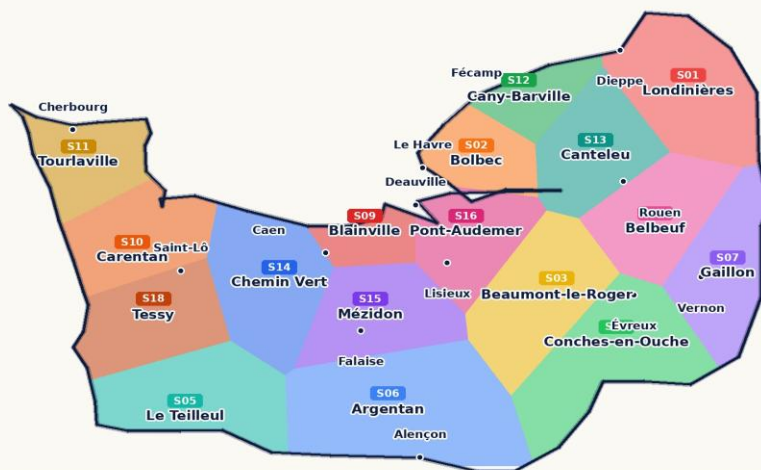 Fécamp
S12
Cany-Barville
Dieppe
S01
Londinières
Cherbourg
S11
Tourlaville
Le Havre
S02
Bolbec
S13
Canteleu
Deauville
S09
Blainville
S16
Pont-Audemer
Rouen
Belbeuf
S10
Carentan
Saint-Lô
Caen
S14
Chemin Vert
S07
Gaillon
S18
Tessy
S15
Mézidon
Lisieux
S03
Beaumont-le-Roger
Vernon
Évreux
Conches-en-Ouche
Falaise
S05
Le Teilleul
S06
Argentan
Alençon